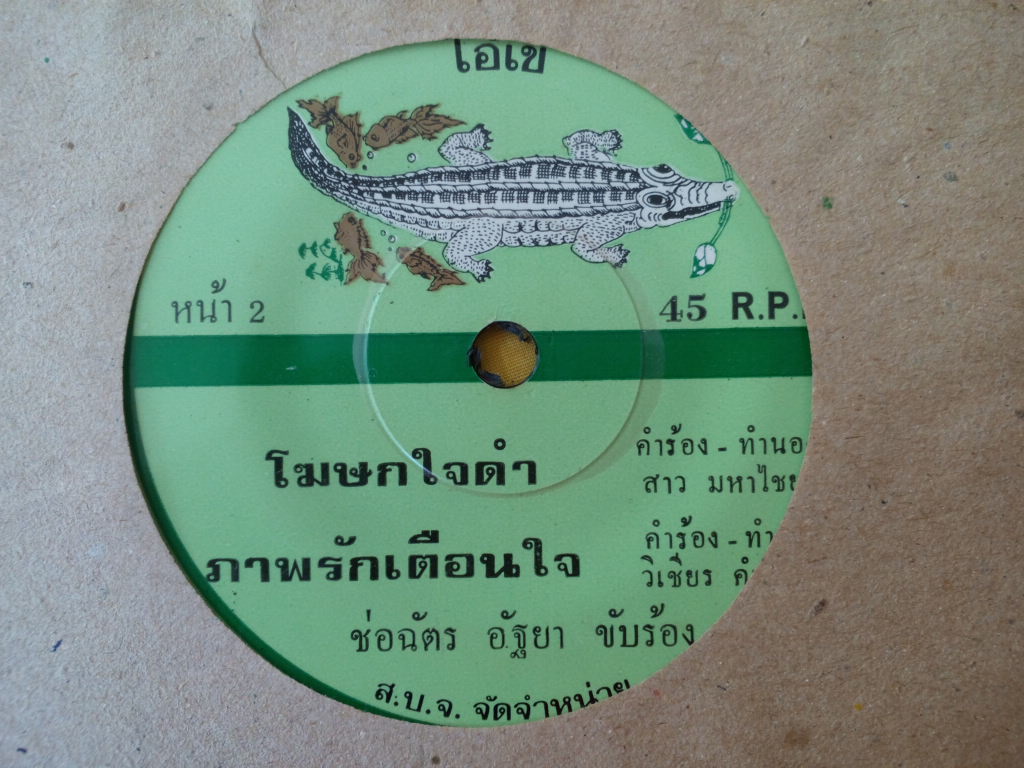 โอเข
หน้า 2
45 R.P.
โฆษกใจดำ
คำร้อง - ทำนอ
สาว มหาไชย
ภาพรักเตือนใจ
คำร้อง - ทำ
วิเชียร คำ
ช่อฉัตร อ.ัฐยา ขับร้อง
ส.บ.จ. จัดจำหน่าย